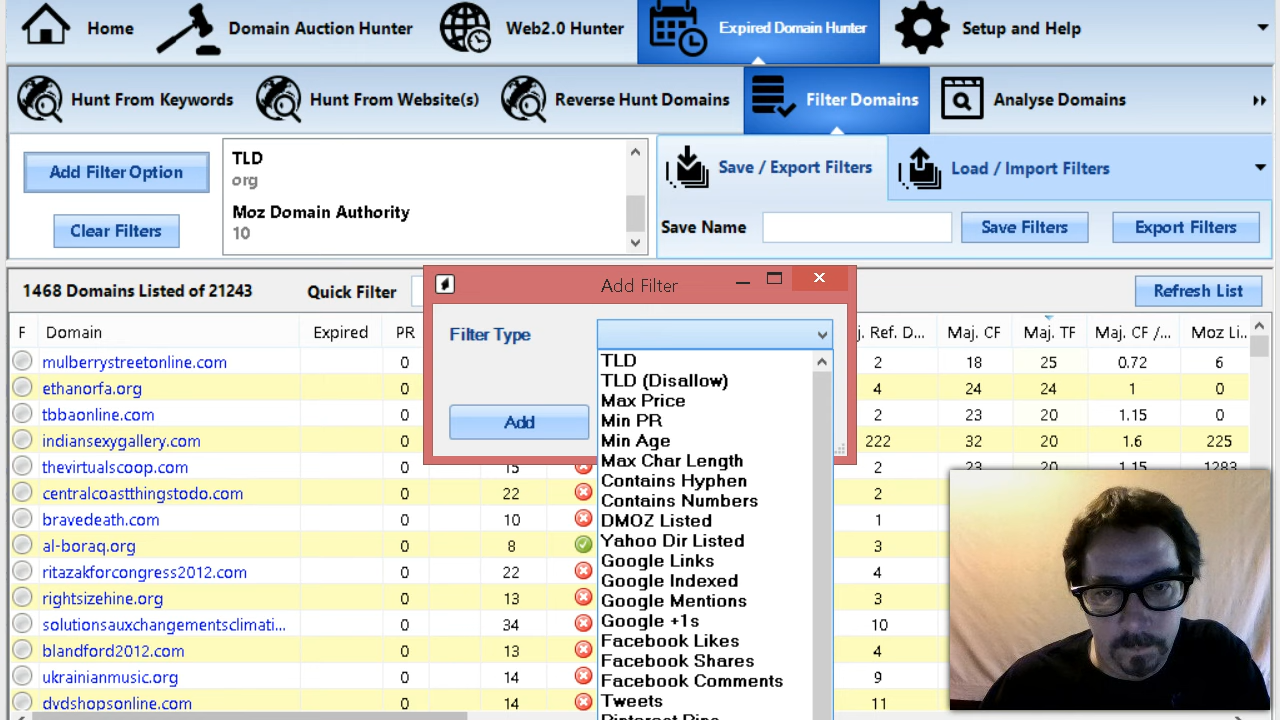 Home
Domain Auction Hunter
Web2.0 Hunter
Expired Domain Hunter
Setup and Help
Hunt From Keywords
Hunt From Website(s)
Reverse Hunt Domains
Filter Domains
Analyse Domains
Add Filter Option
Clear Filters
TLD
org
Moz Domain Authority
10
Save / Export Filters
Load / Import Filters
Save Name
Save Filters
Export Filters
1468 Domains Listed of 21243
Quick Filter
Refresh List
Add Filter
Filter Type
Add
TLD
TLD (Disallow)
Max Price
Min PR
Min Age
Max Char Length
Contains Hyphen
Contains Numbers
DMOZ Listed
Yahoo Dir Listed
Google Links
Google Indexed
Google Mentions
Google +1s
Facebook Likes
Facebook Shares
Facebook Comments
Tweets
F Domain Expired PR j. Ref. D... Maj. CF Maj. TF Maj. CF /... Moz Li..
mulberrystreetonline.com 0 2 18 25 0.72 6
ethanorfa.org 0 4 24 24 1 0
tbbaonline.com 0 2 23 20 1.15 0
indiansexygallery.com 0 222 32 20 1.6 225
thevirtualscoop.com 0 15 2 23 20 1.15 1283
centralcoastthingstodo.com 0 22 2
bravedeath.com 0 10 1
al-boraq.org 0 8 3
ritazakforcongress2012.com 0 22 4
rightsizehine.org 0 13 3
solutionsauxchangementsclimati... 0 34 10
blandford2012.com 0 13 4
ukrainianmusic.org 0 14 9
dvdshopsonline.com 0 14 11